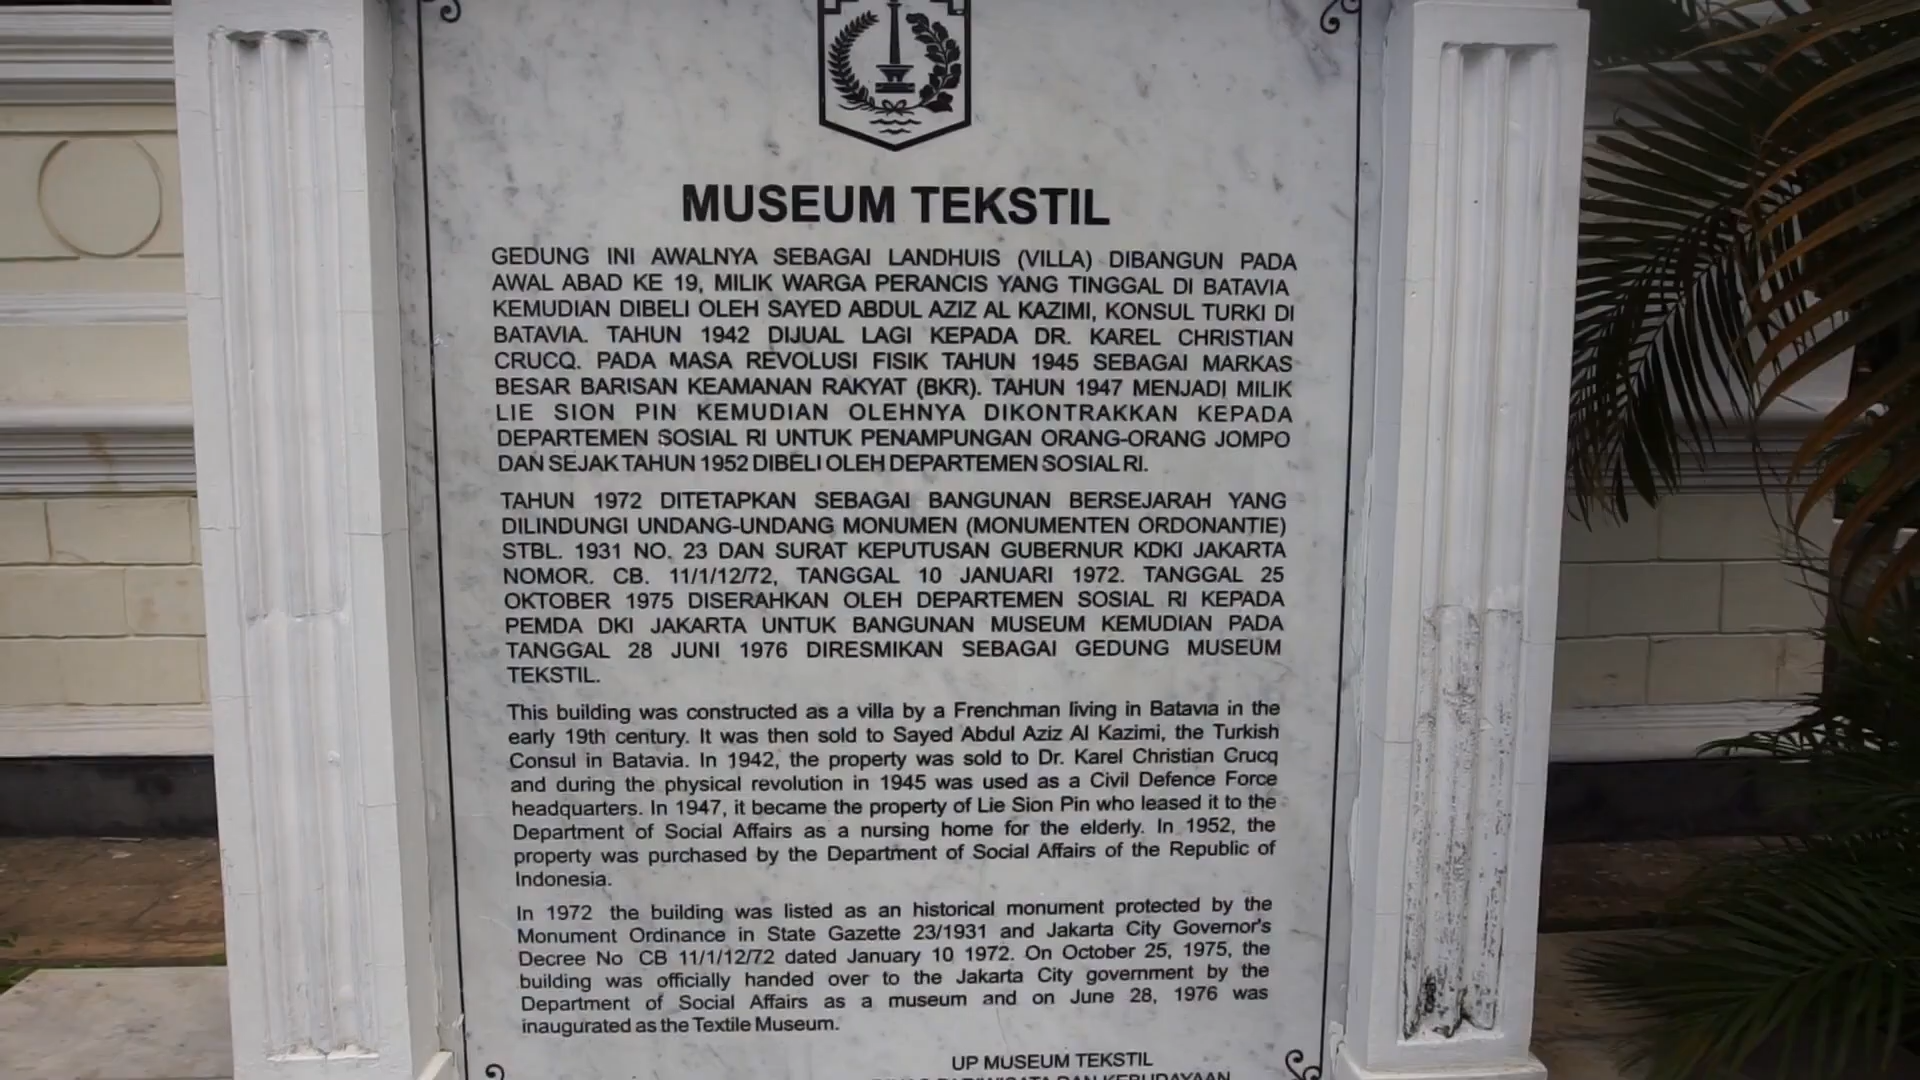 MUSEUM TEKSTIL
GEDUNG INI AWALNYA SEBAGAI LANDHUIS (VILLA) DIBANGUN PADA
AWAL ABAD KE 19, MILIK WARGA PERANCIS YANG TINGGAL DI BATAVIA
KEMUDIAN DIBELI OLEH SAYED ABDUL AZIZ AL KAZIMI, KONSUL TURKI DI
BATAVIA. TAHUN 1942 DIJUAL LAGI KEPADA DR. KAREL CHRISTIAN
CRUCQ. PADA MASA REVOLUSI FISIK TAHUN 1945 SEBAGAI MARKAS
BESAR BARISAN KEAMANAN RAKYAT (BKR). TAHUN 1947 MENJADI MILIK
LIE SION PIN KEMUDIAN OLEHNYA DIKONTRAKKAN KEPADA
DEPARTEMEN SOSIAL RI UNTUK PENAMPUNGAN ORANG-ORANG JOMPO
DAN SEJAK TAHUN 1952 DIBELI OLEH DEPARTEMEN SOSIAL RI.
TAHUN 1972 DITETAPKAN SEBAGAI BANGUNAN BERSEJARAH YANG
DILINDUNGI UNDANG-UNDANG MONUMEN (MONUMENTEN ORDONANTIE)
STBL. 1931 NO. 23 DAN SURAT KEPUTUSAN GUBERNUR KDKI JAKARTA
NOMOR. CB. 11/1/12/72, TANGGAL 10 JANUARI 1972. TANGGAL 25
OKTOBER 1975 DISERAHKAN OLEH DEPARTEMEN SOSIAL RI KEPADA
PEMDA DKI JAKARTA UNTUK BANGUNAN MUSEUM KEMUDIAN PADA
TANGGAL 28 JUNI 1976 DIRESMIKAN SEBAGAI GEDUNG MUSEUM
TEKSTIL.
This building was constructed as a villa by a Frenchman living in Batavia in the
early 19th century. It was then sold to Sayed Abdul Aziz Al Kazimi, the Turkish
Consul in Batavia. In 1942, the property was sold to Dr. Karel Christian Crucq
and during the physical revolution in 1945 was used as a Civil Defence Force
headquarters. In 1947, it became the property of Lie Sion Pin who leased it to the
Department of Social Affairs as a nursing home for the elderly. In 1952, the
property was purchased by the Department of Social Affairs of the Republic of
Indonesia.
In 1972 the building was listed as an historical monument protected by the
Monument Ordinance in State Gazette 23/1931 and Jakarta City Governor's
Decree No CB 11/1/12/72 dated January 10 1972. On October 25, 1975, the
building was officially handed over to the Jakarta City government by the
Department of Social Affairs as a museum and on June 28, 1976 was
inaugurated as the Textile Museum.
UP MUSEUM TEKSTIL
DINAS PARIWISATA DAN KEBUDAYAAN